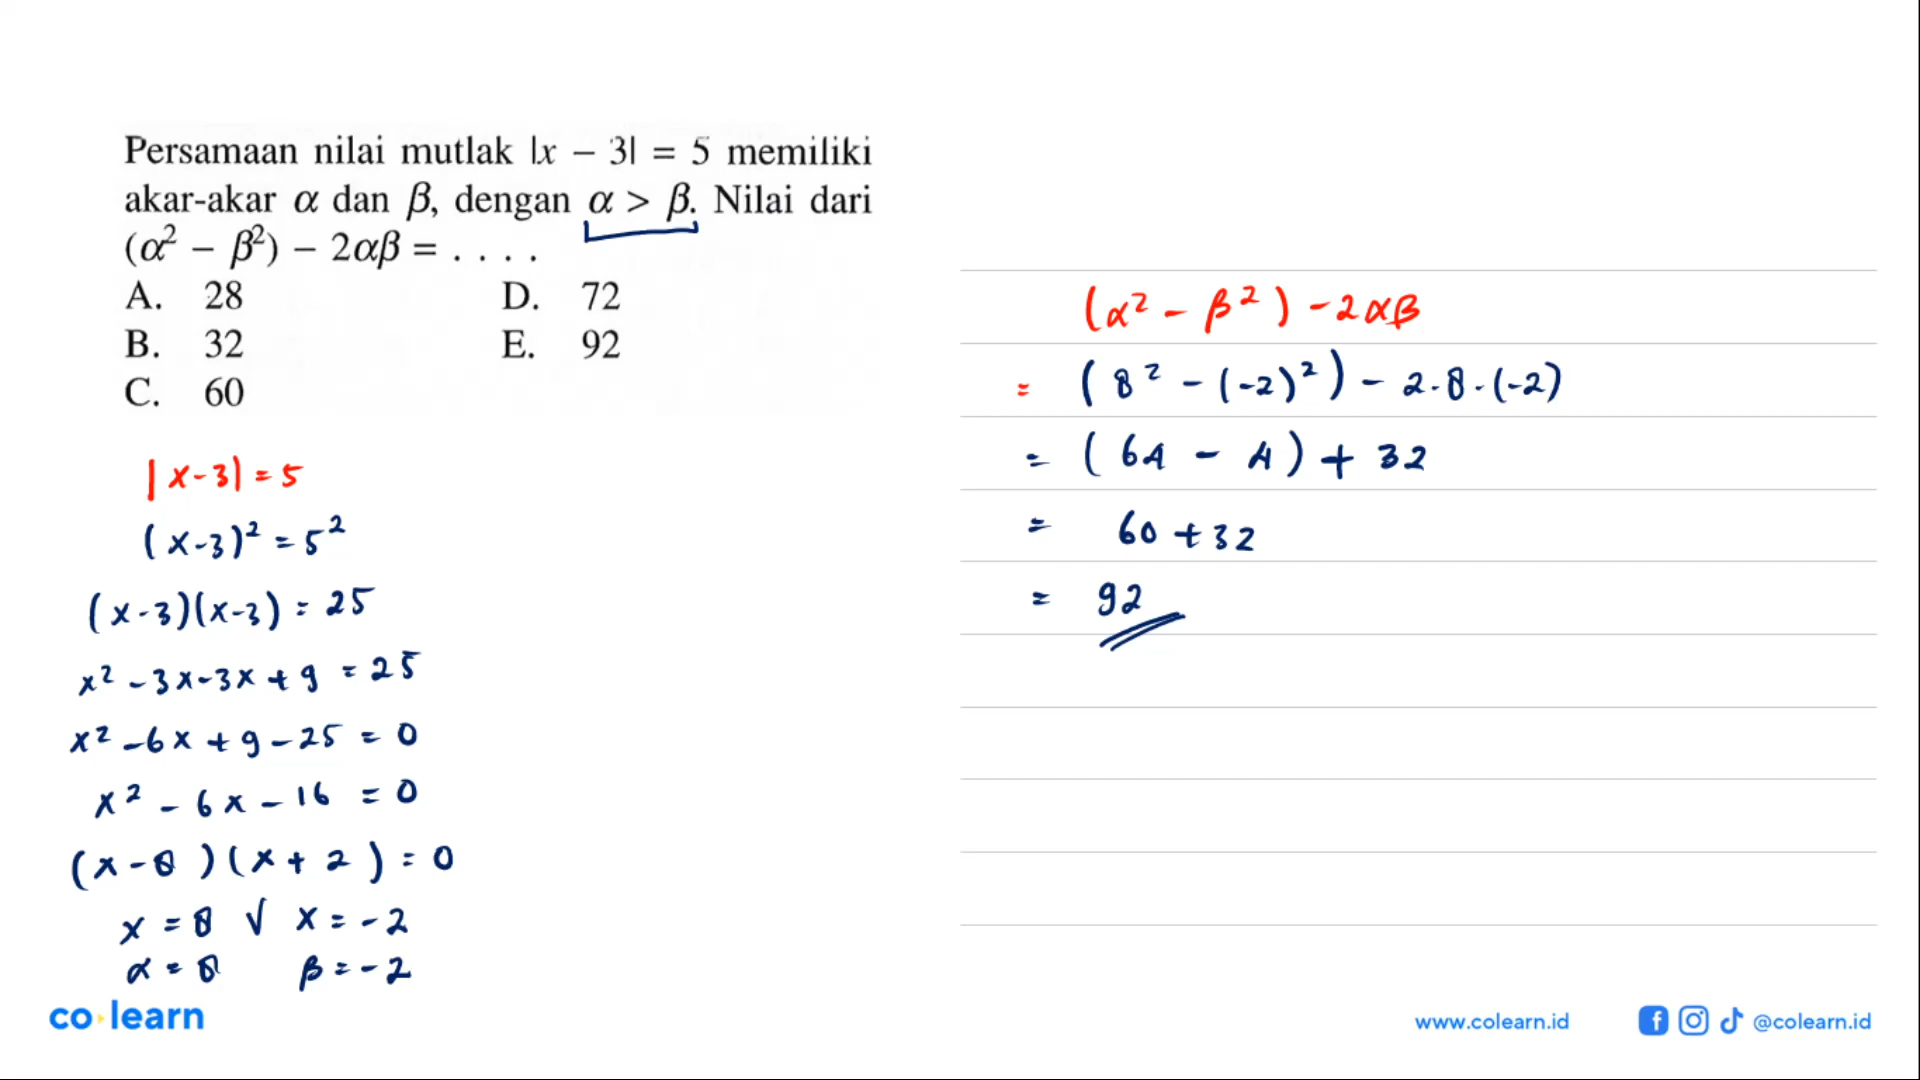 Persamaan nilai mutlak |x − 3| = 5 memiliki
akar-akar α dan β, dengan α > β. Nilai dari
(α² − β²) − 2αβ = . . . .
A. 28 D. 72
B. 32 E. 92
C. 60
|x-3| = 5
(x-3)² = 5²
(x-3)(x-3) = 25
x² - 3x - 3x + 9 = 25
x² - 6x + 9 - 25 = 0
x² - 6x - 16 = 0
(x - 8)(x + 2) = 0
x = 8 √ x = -2
α = 8 β = -2
(α² - β²) - 2αβ
= (8² - (-2)²) - 2.8.(-2)
= (64 - 4) + 32
= 60 + 32
= 92
co learn
www.colearn.id
@colearn.id